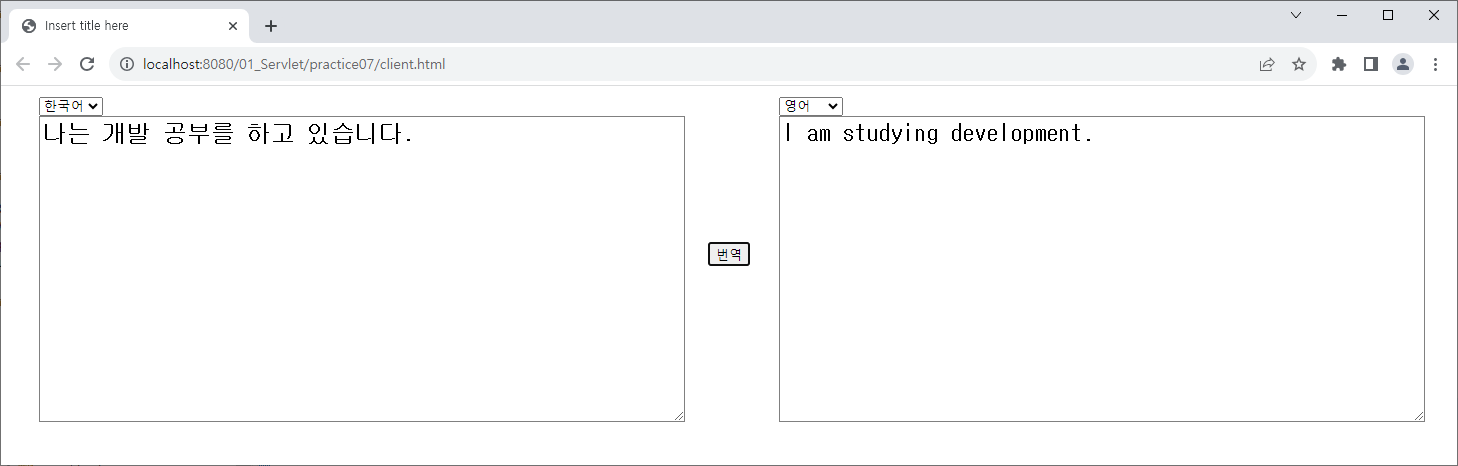 Insert title here
localhost:8080/01_Servlet/practice07/client.html
한국어
영어
나는 개발 공부를 하고 있습니다.
I am studying development.
번역